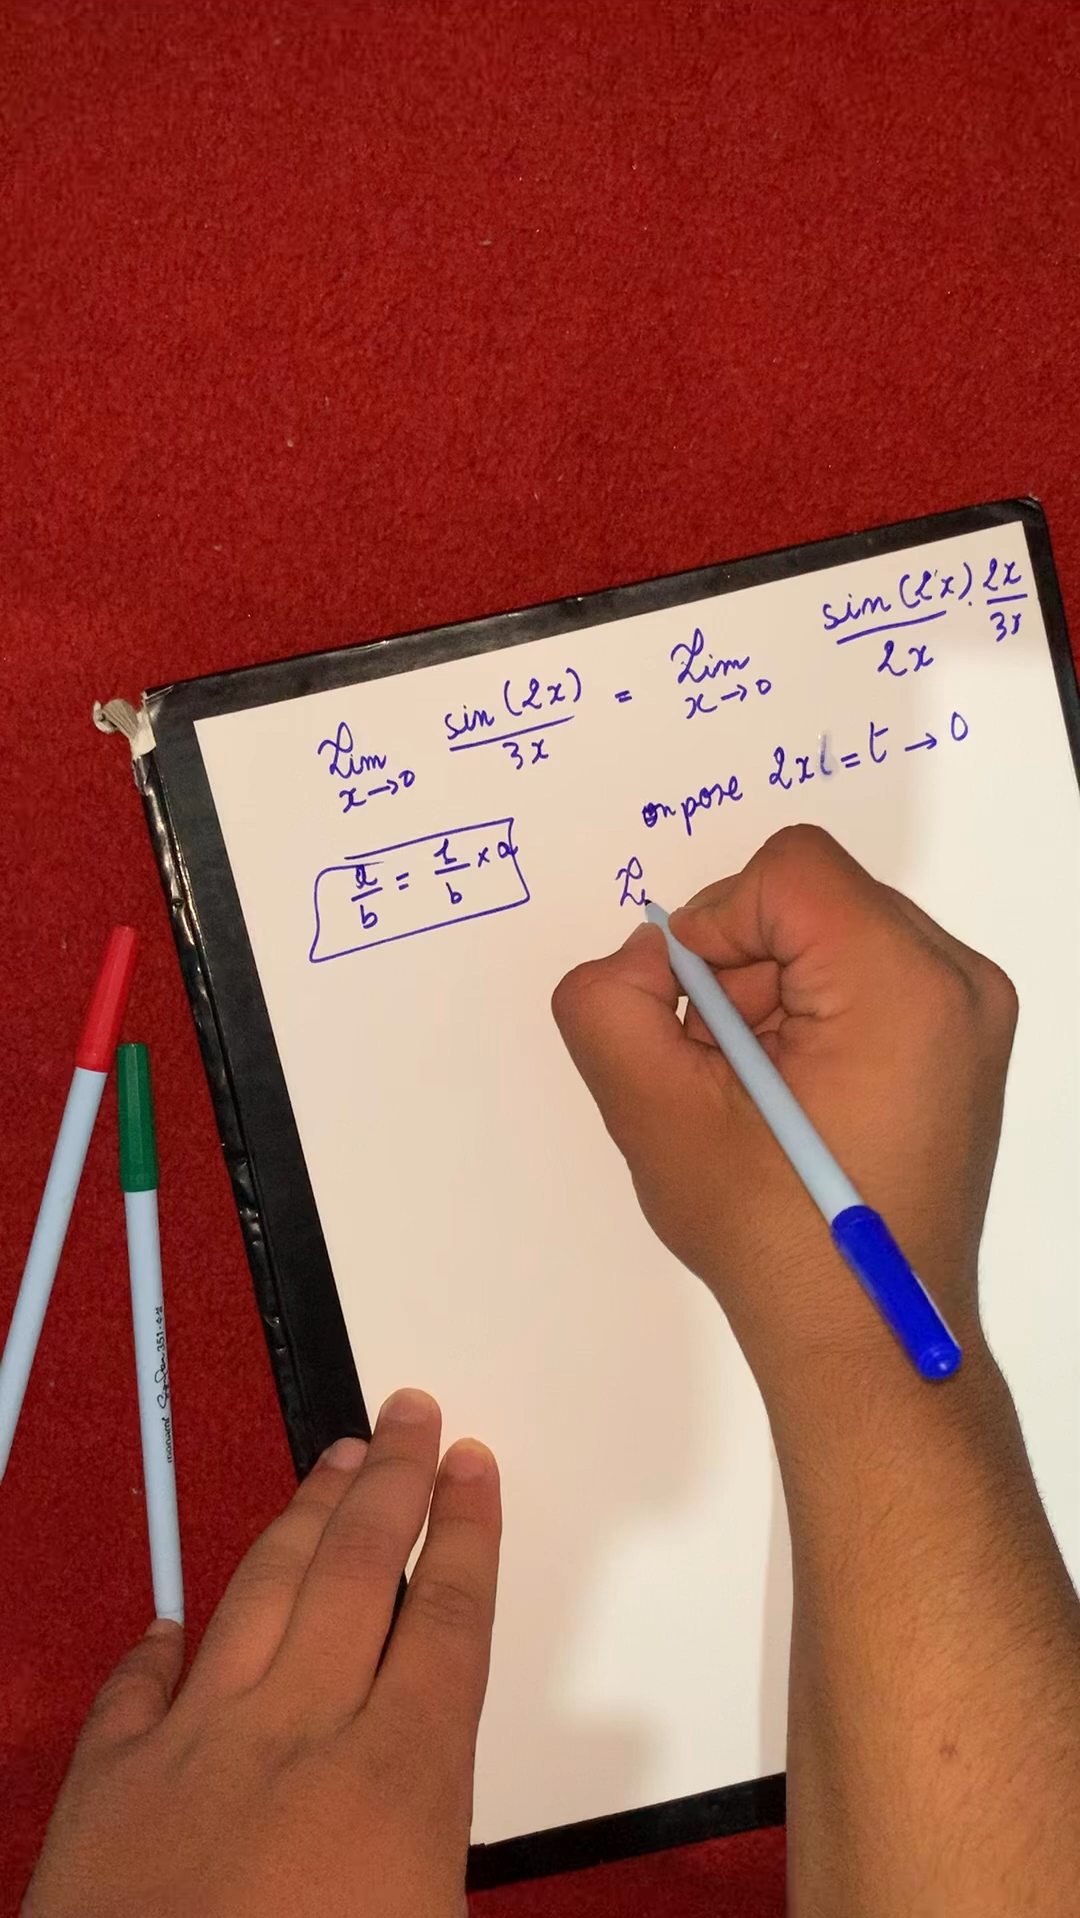 Lim x→0 sin(2x)/3x = Lim x→0 sin(2x)/2x · 2x/3x
on pose 2x = t → 0
a/b = 1/b × a